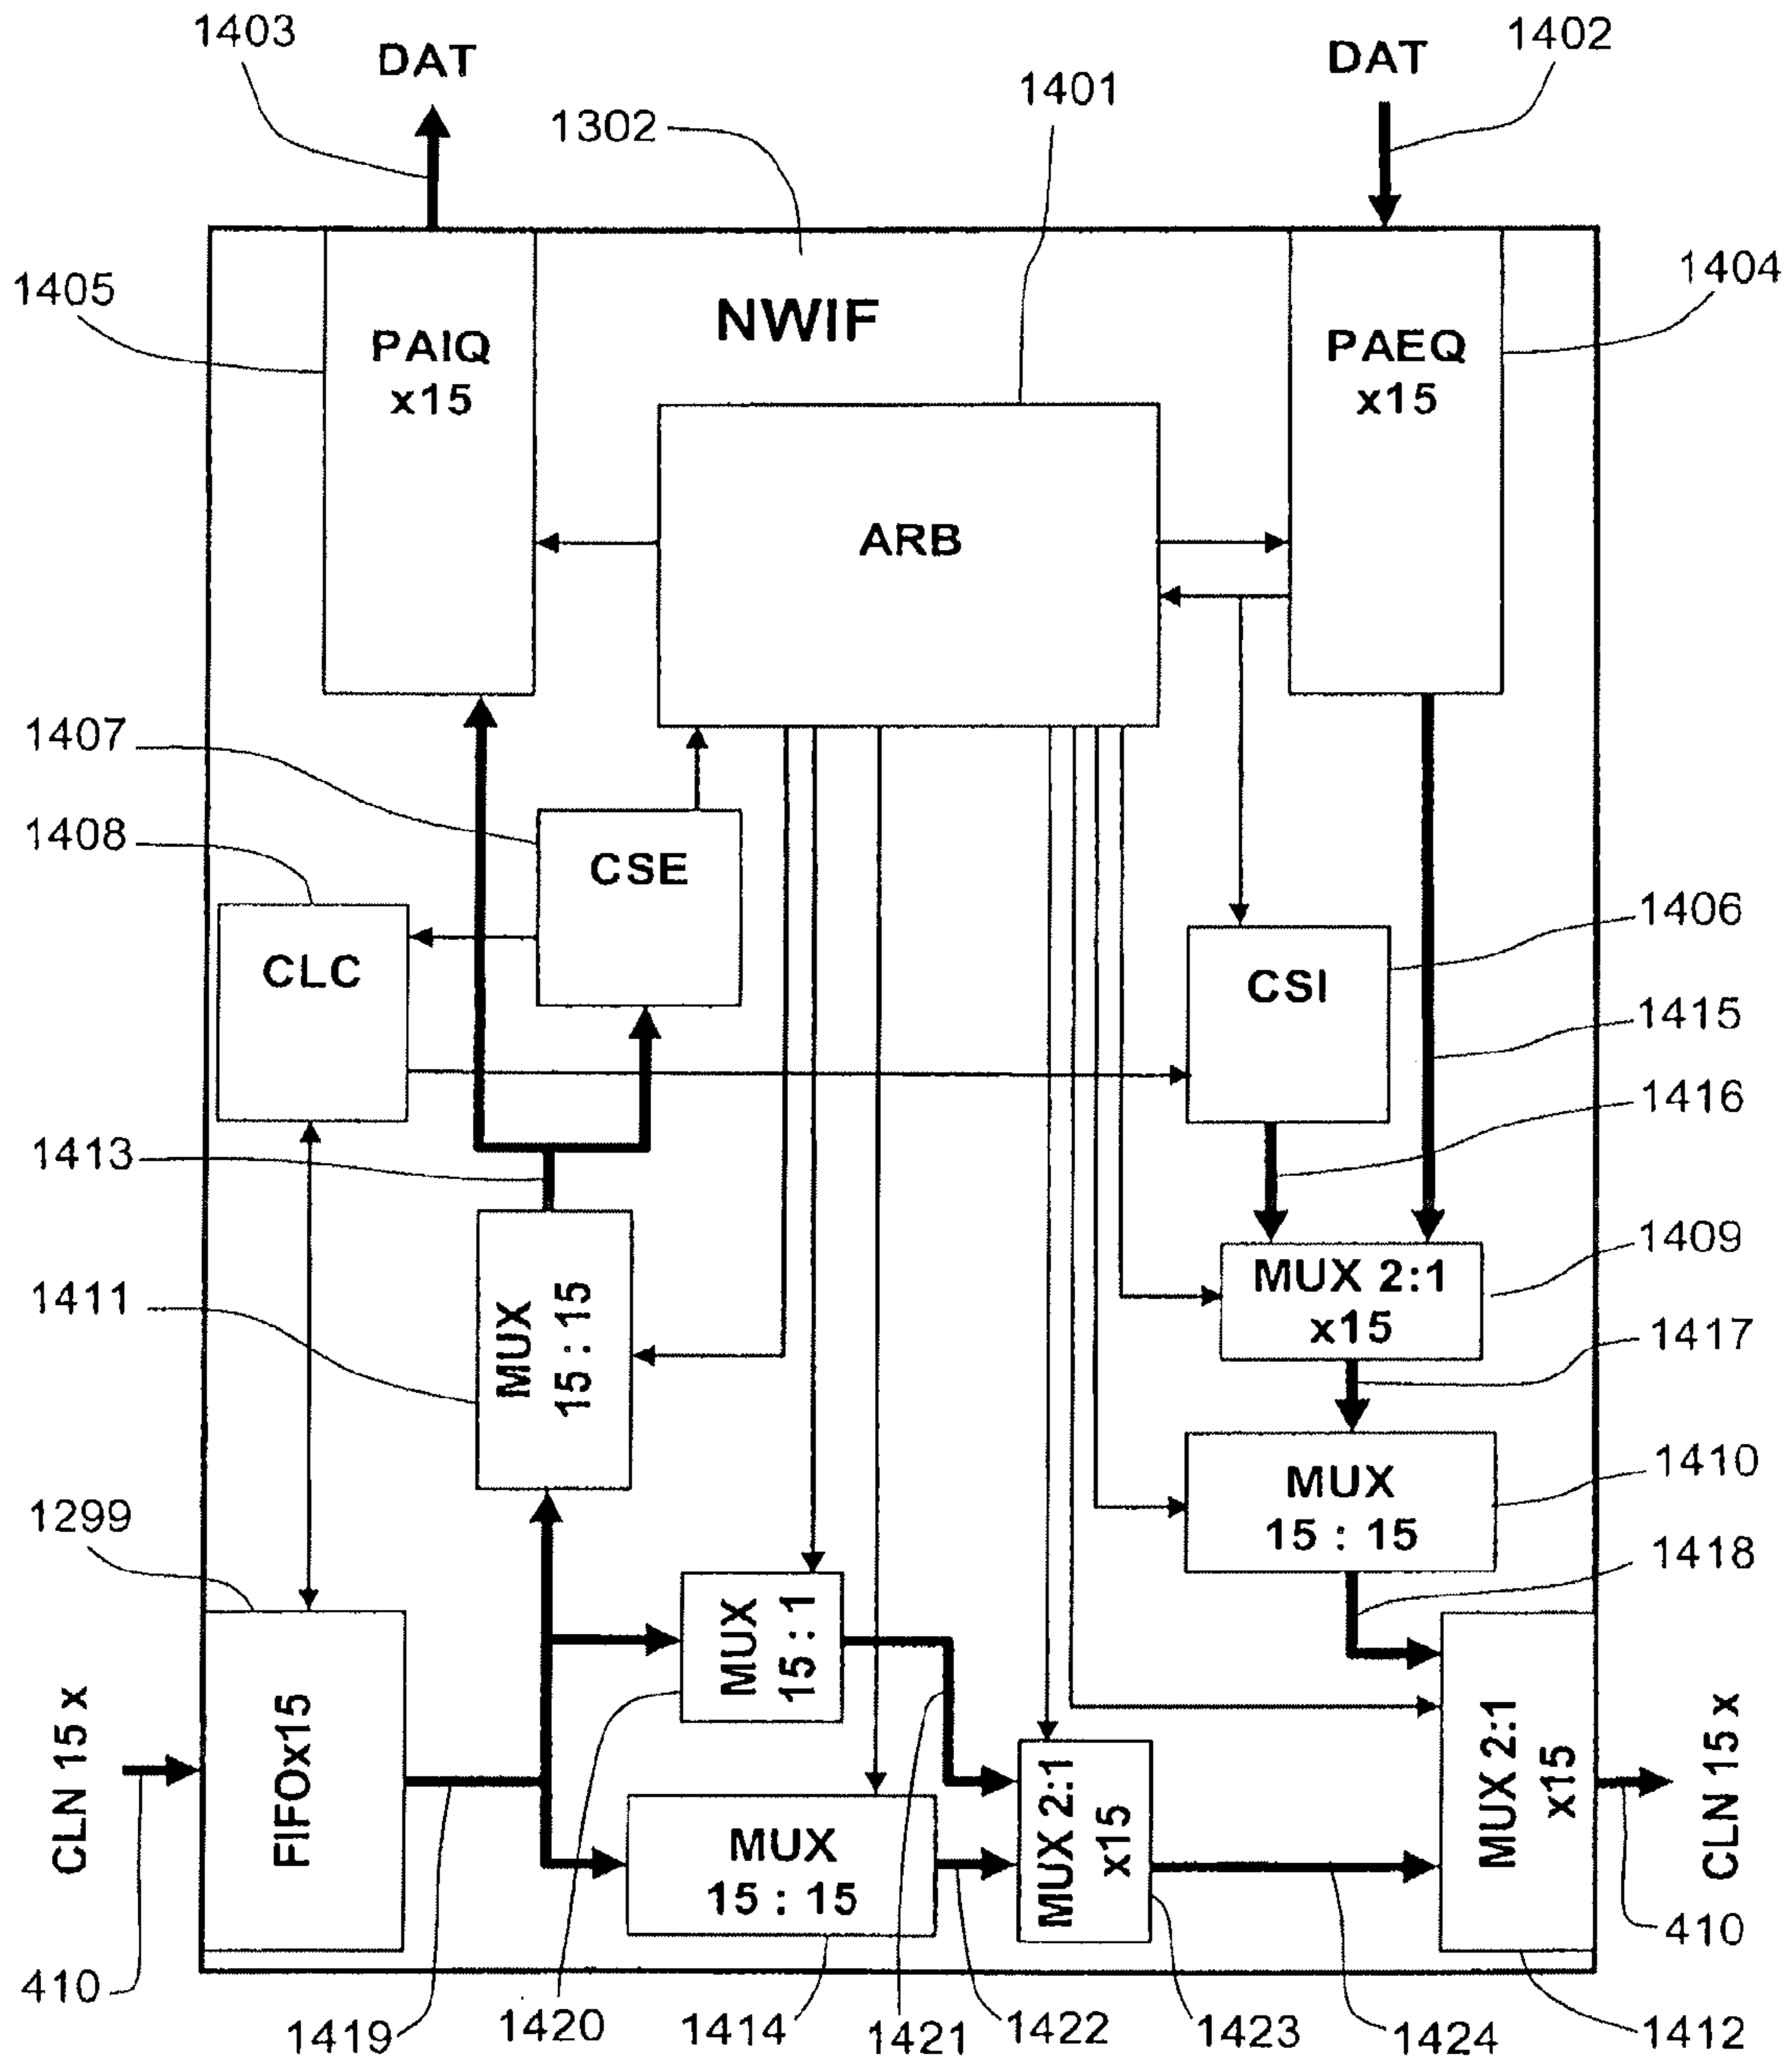 1403
DAT
DAT
1402
1302
1401
1405
NWIF
1404
PAIQ
x15
PAEQ
x15
ARB
1407
CSE
1408
CLC
1406
CSI
1415
1416
1413
1411
MUX
15 : 15
1409
MUX 2:1
x15
1417
1410
MUX
15 : 15
1418
1299
MUX
15 : 1
CLN 15 x
FIFOx15
MUX
15 : 15
MUX 2:1
x15
MUX 2:1
x15
CLN 15 x
410
410
1419
1420
1414
1421
1422
1423
1424
1412